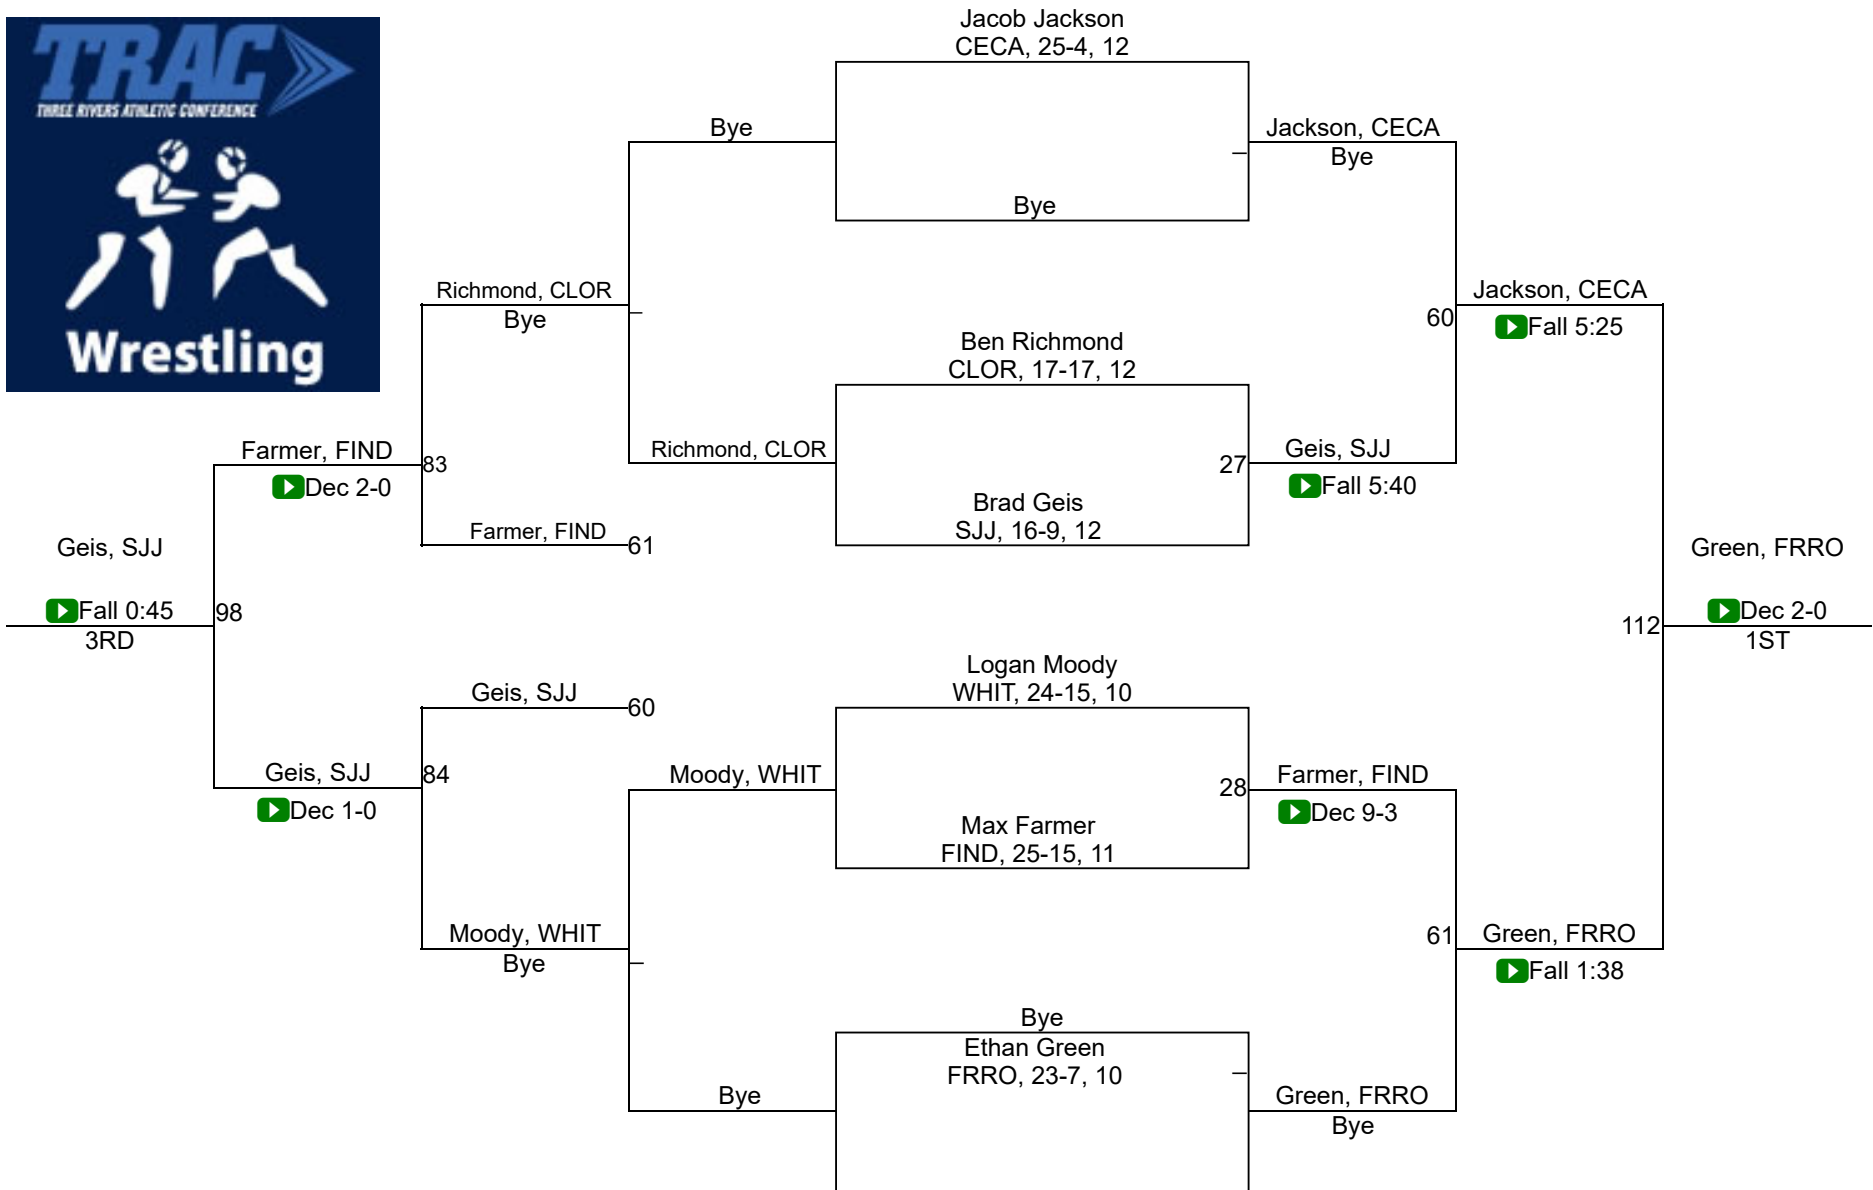 TRAC
THREE RIVERS ATHLETIC CONFERENCE
Wrestling
Jacob Jackson
CECA, 25-4, 12
Bye
Jackson, CECA
Bye
Bye
Richmond, CLOR
Bye
Jackson, CECA
60
Fall 5:25
Ben Richmond
CLOR, 17-17, 12
Farmer, FIND
83
Dec 2-0
Richmond, CLOR
27
Geis, SJJ
Fall 5:40
Brad Geis
SJJ, 16-9, 12
Farmer, FIND
61
Geis, SJJ
Green, FRRO
Fall 0:45
98
3RD
112
Dec 2-0
1ST
Logan Moody
WHIT, 24-15, 10
Geis, SJJ
60
Geis, SJJ
84
Dec 1-0
Moody, WHIT
28
Farmer, FIND
Dec 9-3
Max Farmer
FIND, 25-15, 11
Moody, WHIT
Bye
61
Green, FRRO
Fall 1:38
Bye
Ethan Green
FRRO, 23-7, 10
Bye
Green, FRRO
Bye